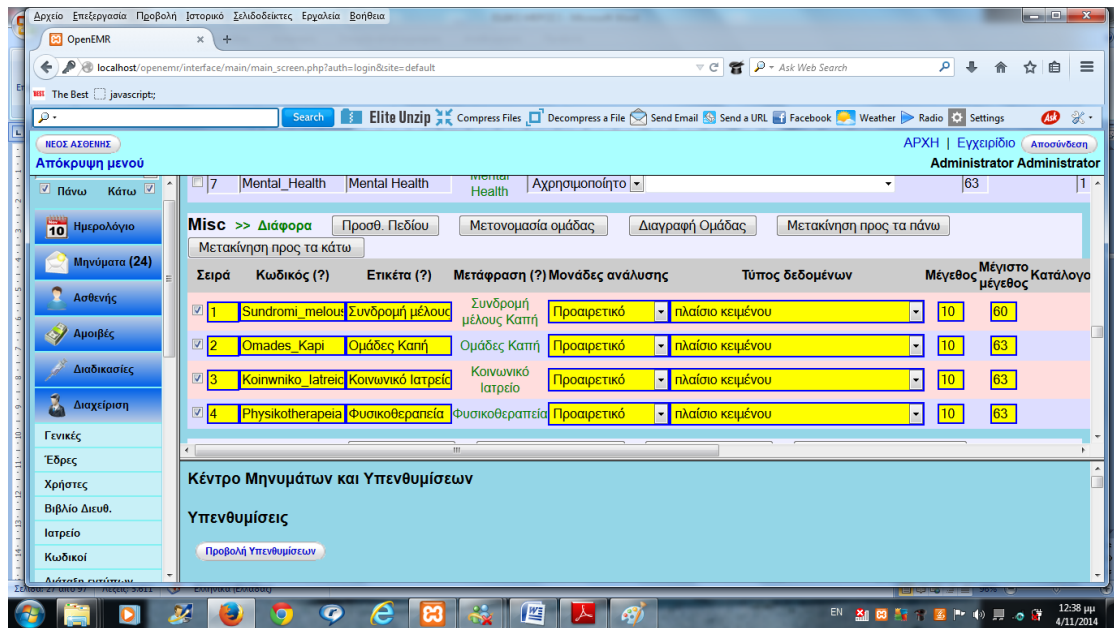 Αρχείο Επεξεργασία Προβολή Ιστορικό Σελιδοδείκτες Εργαλεία Βοήθεια
OpenEMR × +
localhost/openemr/interface/main/main_screen.php?auth=login&site=default Ask Web Search
The Best javascript:;
Search Elite Unzip Compress Files Decompress a File Send Email Send a URL Facebook Weather Radio Settings Ask
ΝΕΟΣ ΑΣΘΕΝΗΣ ΑΡΧΗ | Εγχειρίδιο Αποσύνδεση
Απόκρυψη μενού Administrator Administrator
Πάνω Κάτω
7 Mental_Health Mental Health Mental Health Αχρησιμοποίητο 63 1
Ημερολόγιο
Μηνύματα (24)
Ασθενής
Αμοιβές
Διαδικασίες
Διαχείριση
Γενικές
Έδρες
Χρήστες
Βιβλίο Διευθ.
Ιατρείο
Κωδικοί
Διάταξη εντύπων
Misc >> Διάφορα Προσθ. Πεδίου Μετονομασία ομάδας Διαγραφή Ομάδας Μετακίνηση προς τα πάνω
Μετακίνηση προς τα κάτω
Σειρά Κωδικός (?) Ετικέτα (?) Μετάφραση (?) Μονάδες ανάλυσης Τύπος δεδομένων Μέγεθος Μέγιστο μέγεθος Κατάλογο
1 Sundromi_melous Συνδρομή μέλους Συνδρομή μέλους Καπή Προαιρετικό πλαίσιο κειμένου 10 60
2 Omades_Kapi Ομάδες Καπή Ομάδες Καπή Προαιρετικό πλαίσιο κειμένου 10 63
3 Koinwniko_Iatreio Κοινωνικό Ιατρείο Κοινωνικό Ιατρείο Προαιρετικό πλαίσιο κειμένου 10 63
4 Physikotherapeia Φυσικοθεραπεία Φυσικοθεραπεία Προαιρετικό πλαίσιο κειμένου 10 63
Κέντρο Μηνυμάτων και Υπενθυμίσεων
Υπενθυμίσεις
Προβολή Υπενθυμίσεων
EN 12:38 μμ
4/11/2014